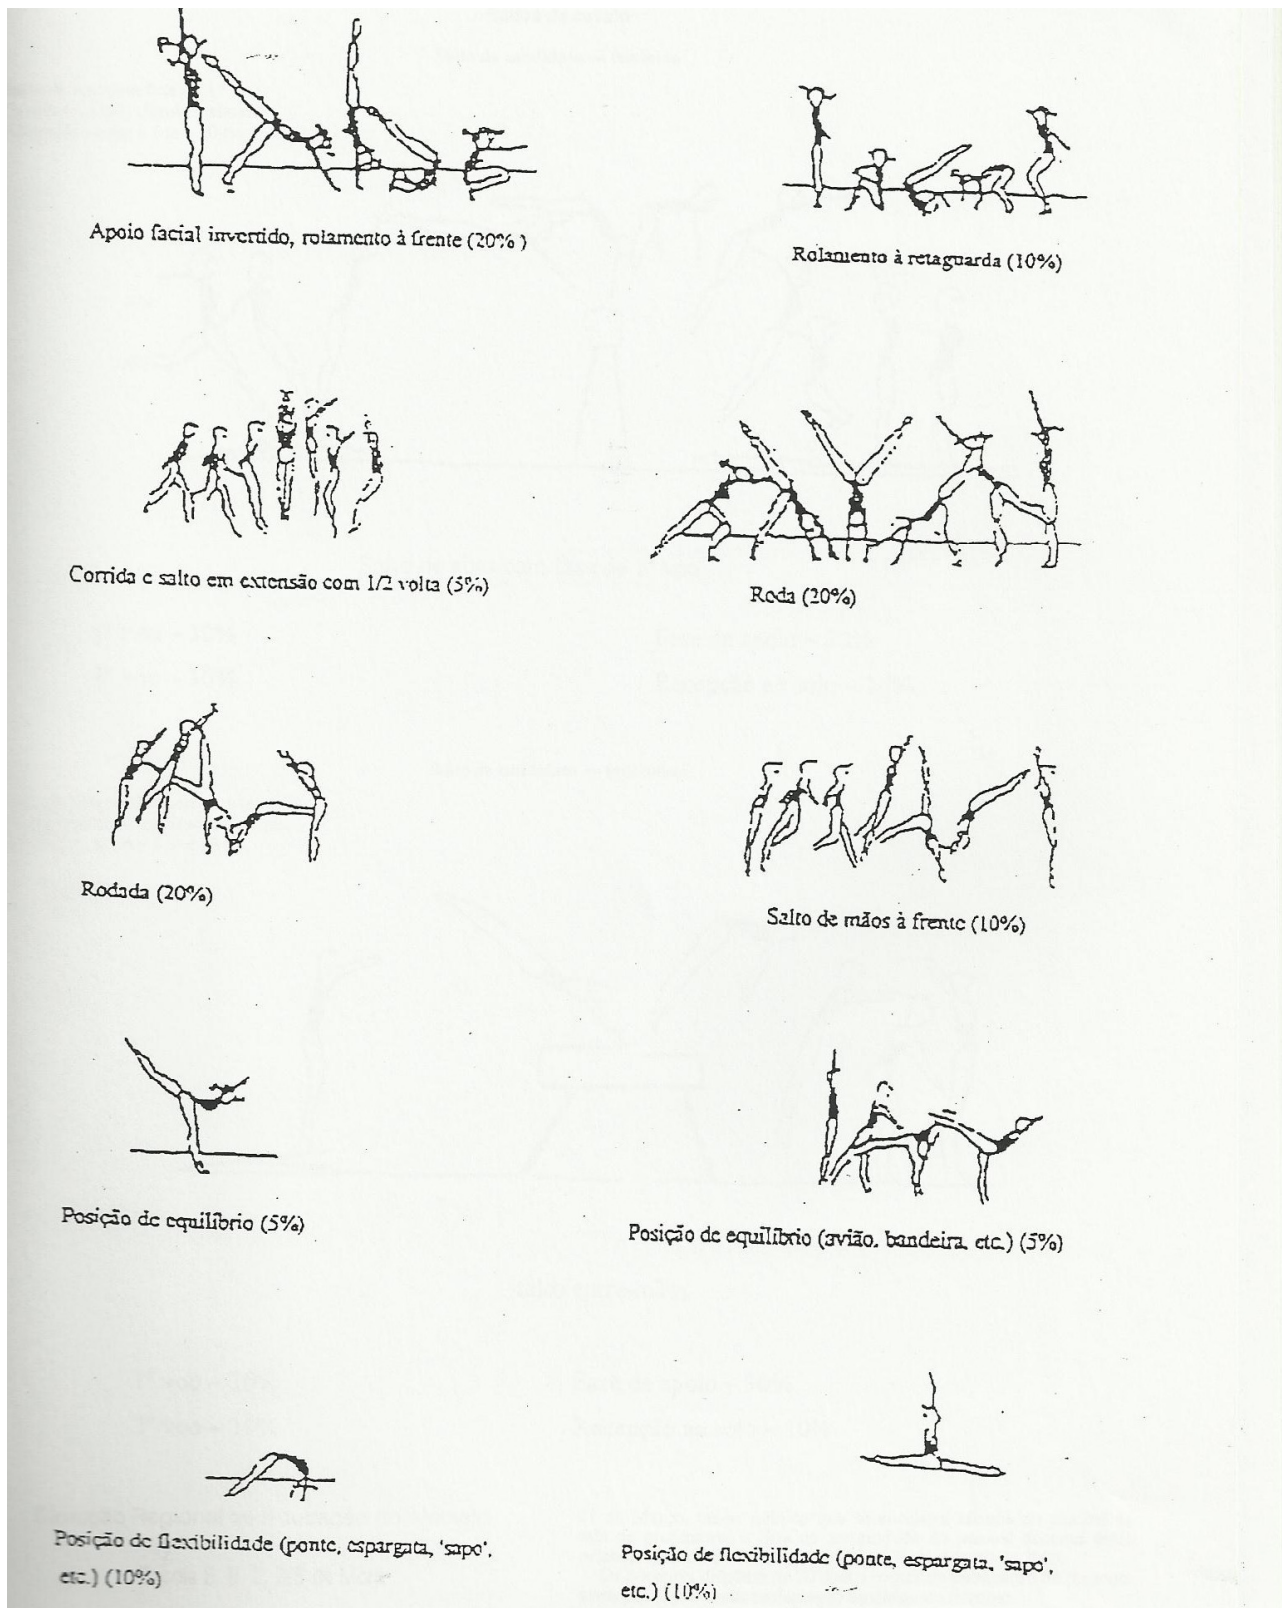 Apoio facial invertido, rolamento à frente (20% )
Rolamento à retaguarda (10%)
Corrida e salto em extensão com 1/2 volta (5%)
Roda (20%)
Rodada (20%)
Salto de mãos à frente (10%)
Posição de equilíbrio (5%)
Posição de equilíbrio (avião, bandeira, etc.) (5%)
Posição de flexibilidade (ponte, espargata, 'sapo',
etc.) (10%)
Posição de flexibilidade (ponte, espargata, 'sapo',
etc.) (10%)